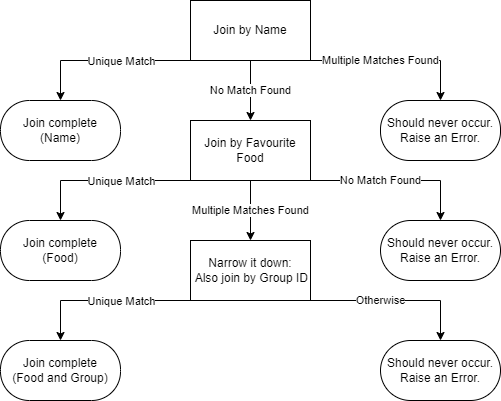 Join by Name
Unique Match
Multiple Matches Found
No Match Found
Join complete
(Name)
Should never occur.
Raise an Error.
Join by Favourite
Food
Unique Match
No Match Found
Multiple Matches Found
Join complete
(Food)
Should never occur.
Raise an Error.
Narrow it down:
Also join by Group ID
Unique Match
Otherwise
Join complete
(Food and Group)
Should never occur.
Raise an Error.